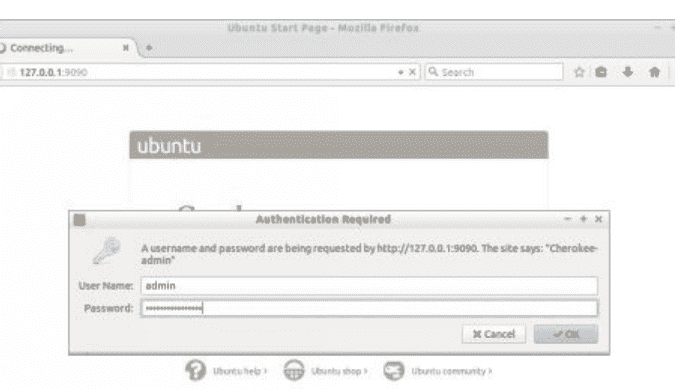 Ubuntu Start Page - Mozilla Firefox
Connecting...
127.0.0.1:9090
Search
ubuntu
Authentication Required
A username and password are being requested by http://127.0.0.1:9090. The site says: "Cherokee-
admin"
User Name: admin
Password: ••••••••••••••••
Cancel
OK
Ubuntu help > Ubuntu shop > Ubuntu community >